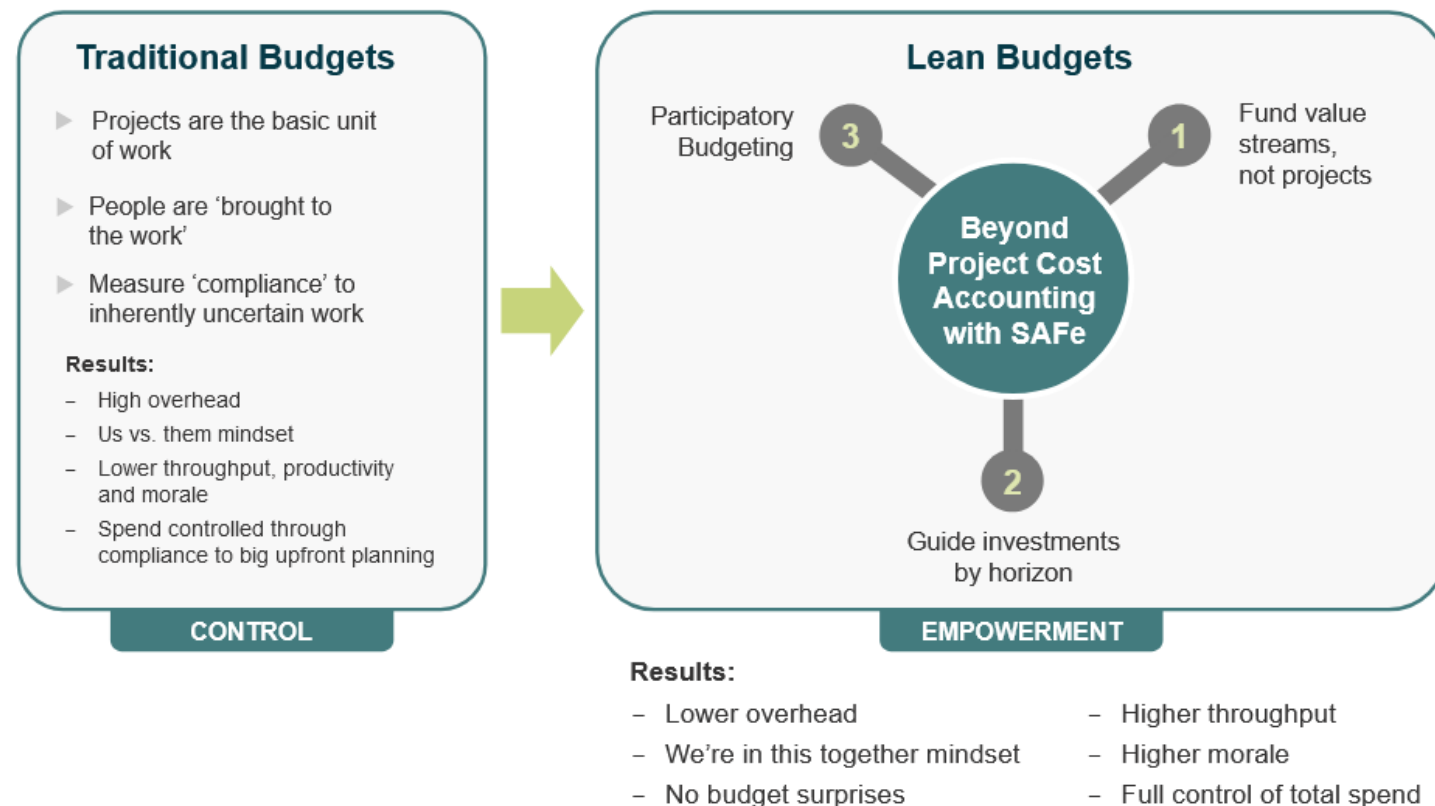 Traditional Budgets
Projects are the basic unit
of work
People are ‘brought to
the work’
Measure ‘compliance’ to
inherently uncertain work
Results:
– High overhead
– Us vs. them mindset
– Lower throughput, productivity
and morale
– Spend controlled through
compliance to big upfront planning
CONTROL
Lean Budgets
Participatory
Budgeting
3
1
Fund value
streams,
not projects
Beyond
Project Cost
Accounting
with SAFe
2
Guide investments
by horizon
EMPOWERMENT
Results:
– Lower overhead
– We’re in this together mindset
– No budget surprises
– Higher throughput
– Higher morale
– Full control of total spend